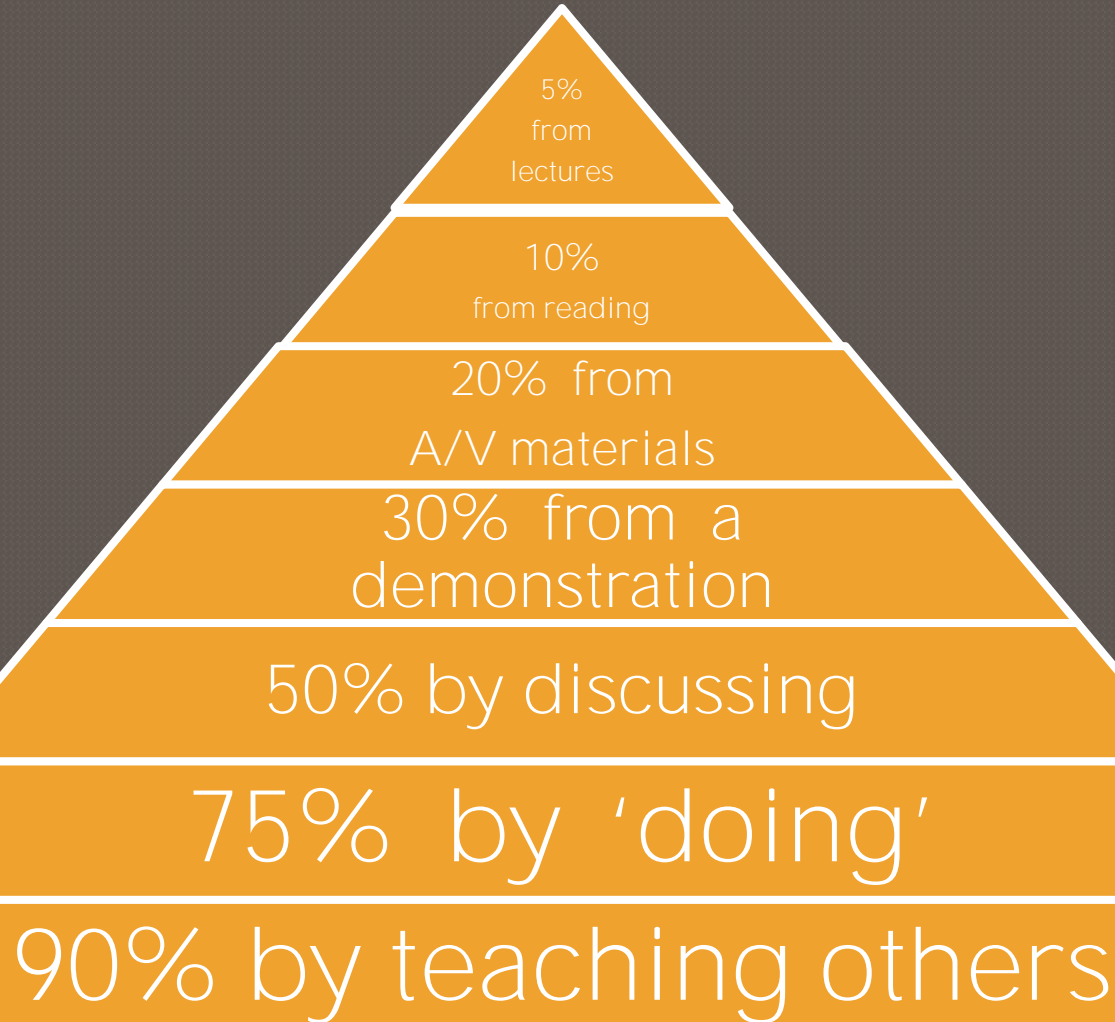 5%
from
lectures
10%
from reading
20% from
A/V materials
30% from a
demonstration
50% by discussing
75% by ‘doing’
90% by teaching others